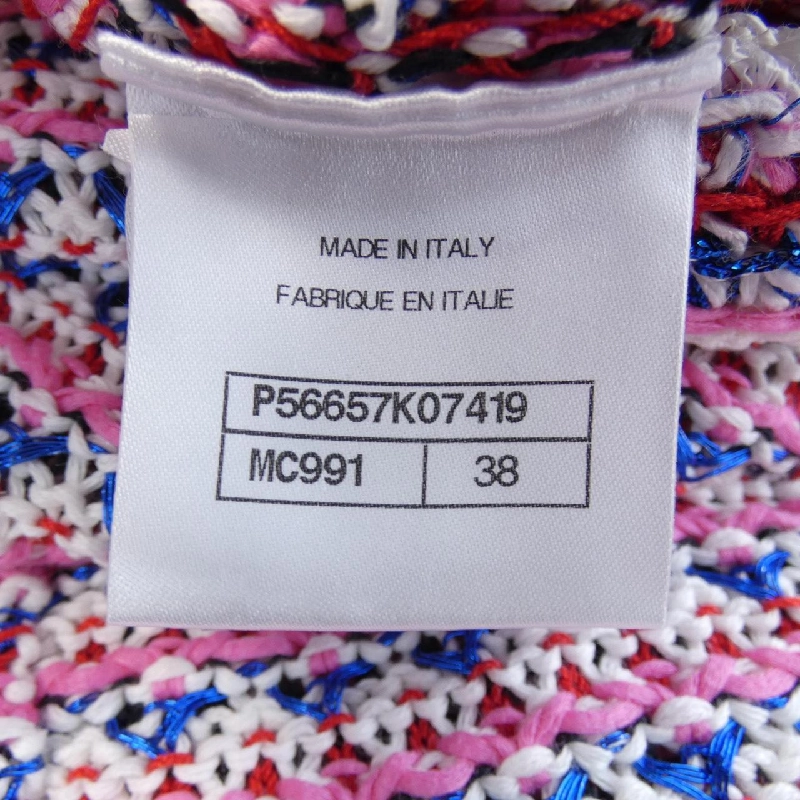 MADE IN ITALY
FABRIQUE EN ITALIE
P56657K07419
MC991 38